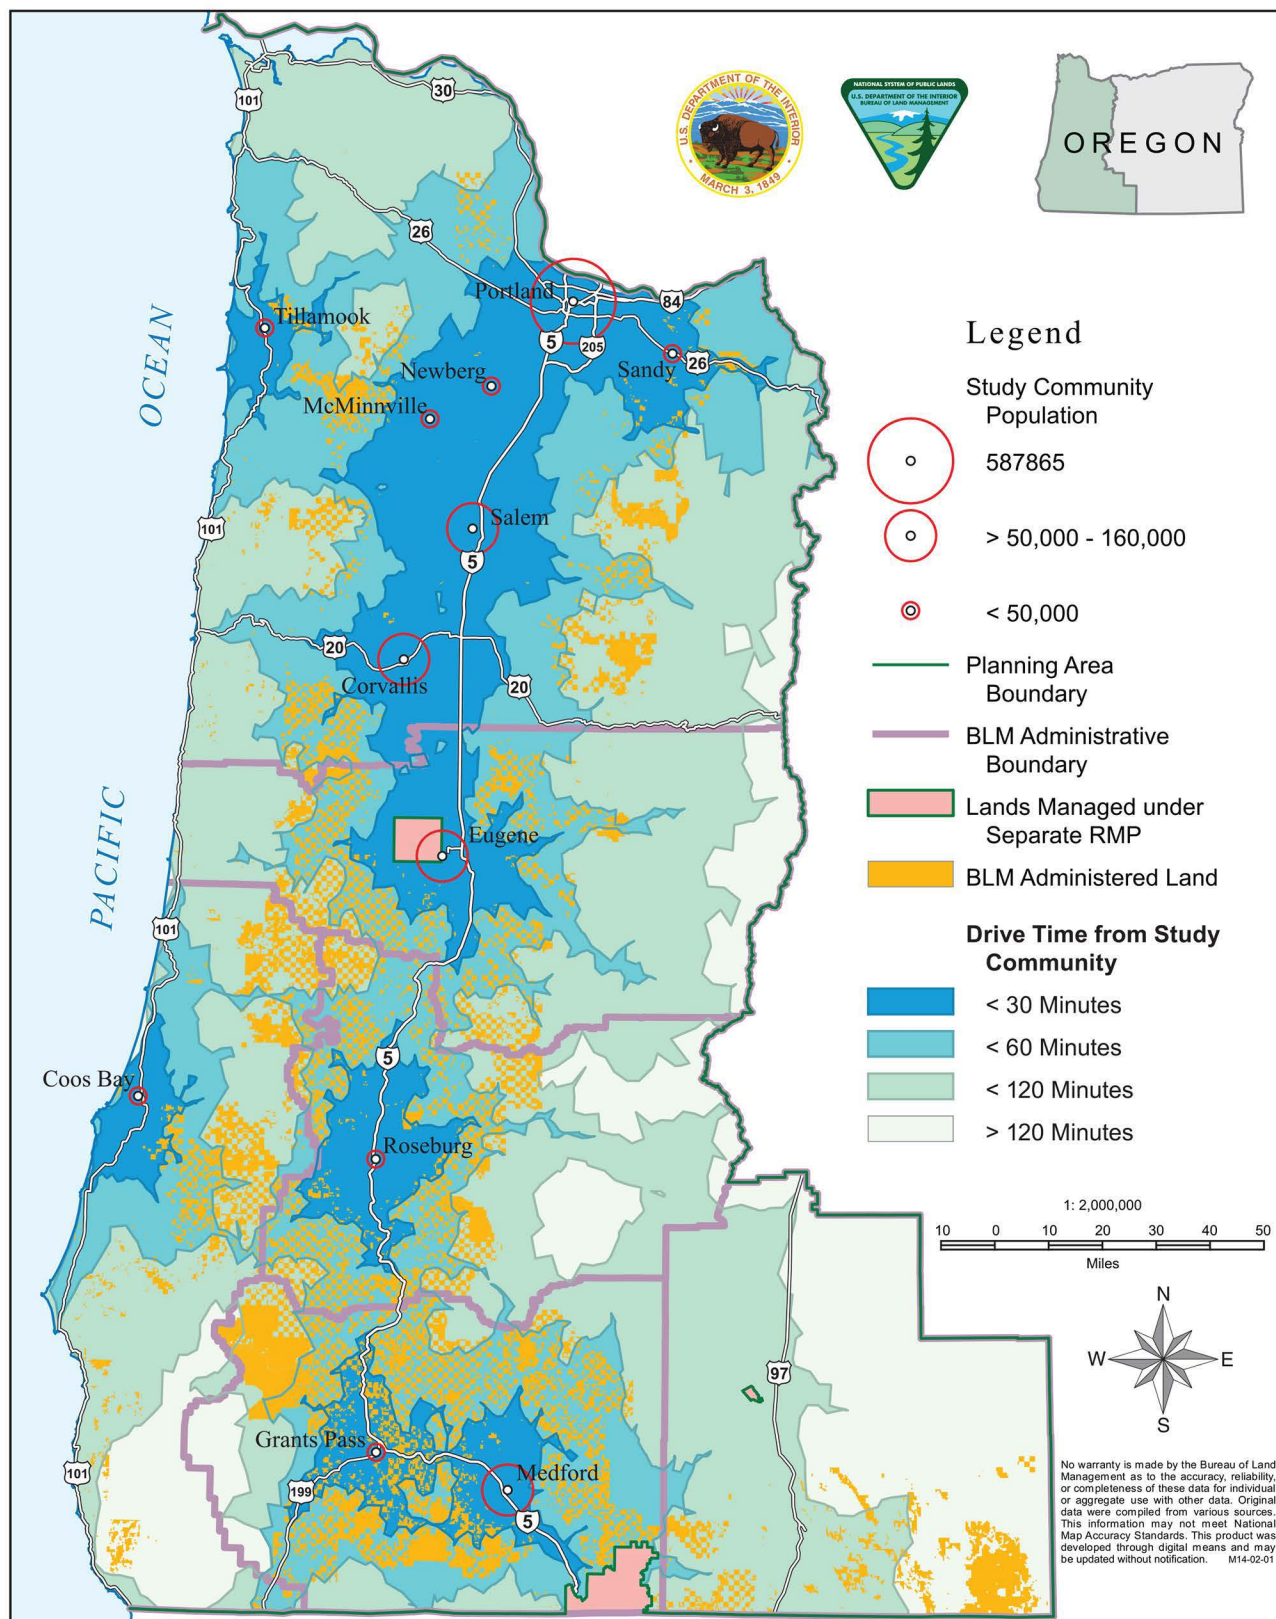 U.S. DEPARTMENT OF THE INTERIOR
MARCH 3, 1849
NATIONAL SYSTEM OF PUBLIC LANDS
U.S. DEPARTMENT OF THE INTERIOR
BUREAU OF LAND MANAGEMENT
OREGON
101
30
26
Portland
84
Tillamook
5
205
Sandy
26
Newberg
McMinnville
OCEAN
101
Salem
5
20
Corvallis
20
Eugene
PACIFIC
101
5
Coos Bay
Roseburg
97
Grants Pass
101
199
Medford
5
Legend
Study Community
Population
587865
> 50,000 - 160,000
< 50,000
Planning Area
Boundary
BLM Administrative
Boundary
Lands Managed under
Separate RMP
BLM Administered Land
Drive Time from Study
Community
< 30 Minutes
< 60 Minutes
< 120 Minutes
> 120 Minutes
1: 2,000,000
10 0 10 20 30 40 50
Miles
N
W E
S
No warranty is made by the Bureau of Land
Management as to the accuracy, reliability,
or completeness of these data for individual
or aggregate use with other data. Original
data were compiled from various sources.
This information may not meet National
Map Accuracy Standards. This product was
developed through digital means and may
be updated without notification. M14-02-01